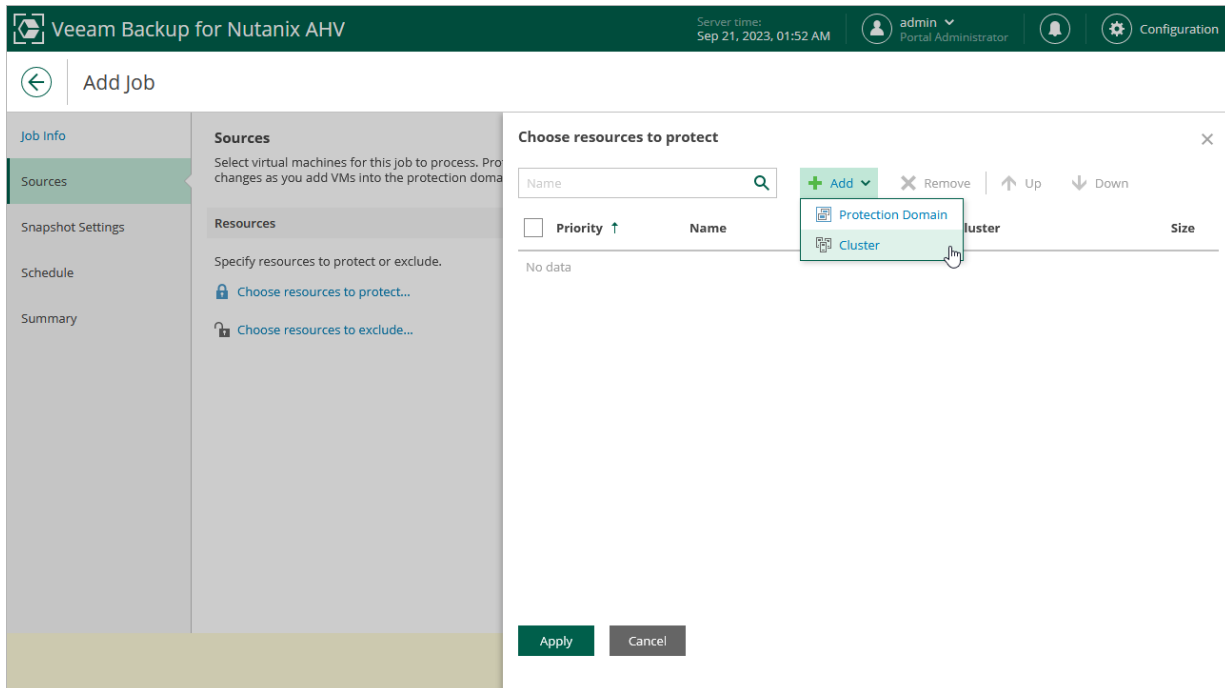 Veeam Backup for Nutanix AHV
Server time:
Sep 21, 2023, 01:52 AM
admin
Portal Administrator
Configuration
Add Job
Job Info
Sources
Snapshot Settings
Schedule
Summary
Sources
Select virtual machines for this job to process. Pro
changes as you add VMs into the protection doma
Resources
Specify resources to protect or exclude.
Choose resources to protect...
Choose resources to exclude...
Choose resources to protect
Name
Add
Remove
Up
Down
Protection Domain
Cluster
Priority ↑
Name
luster
Size
No data
Apply
Cancel